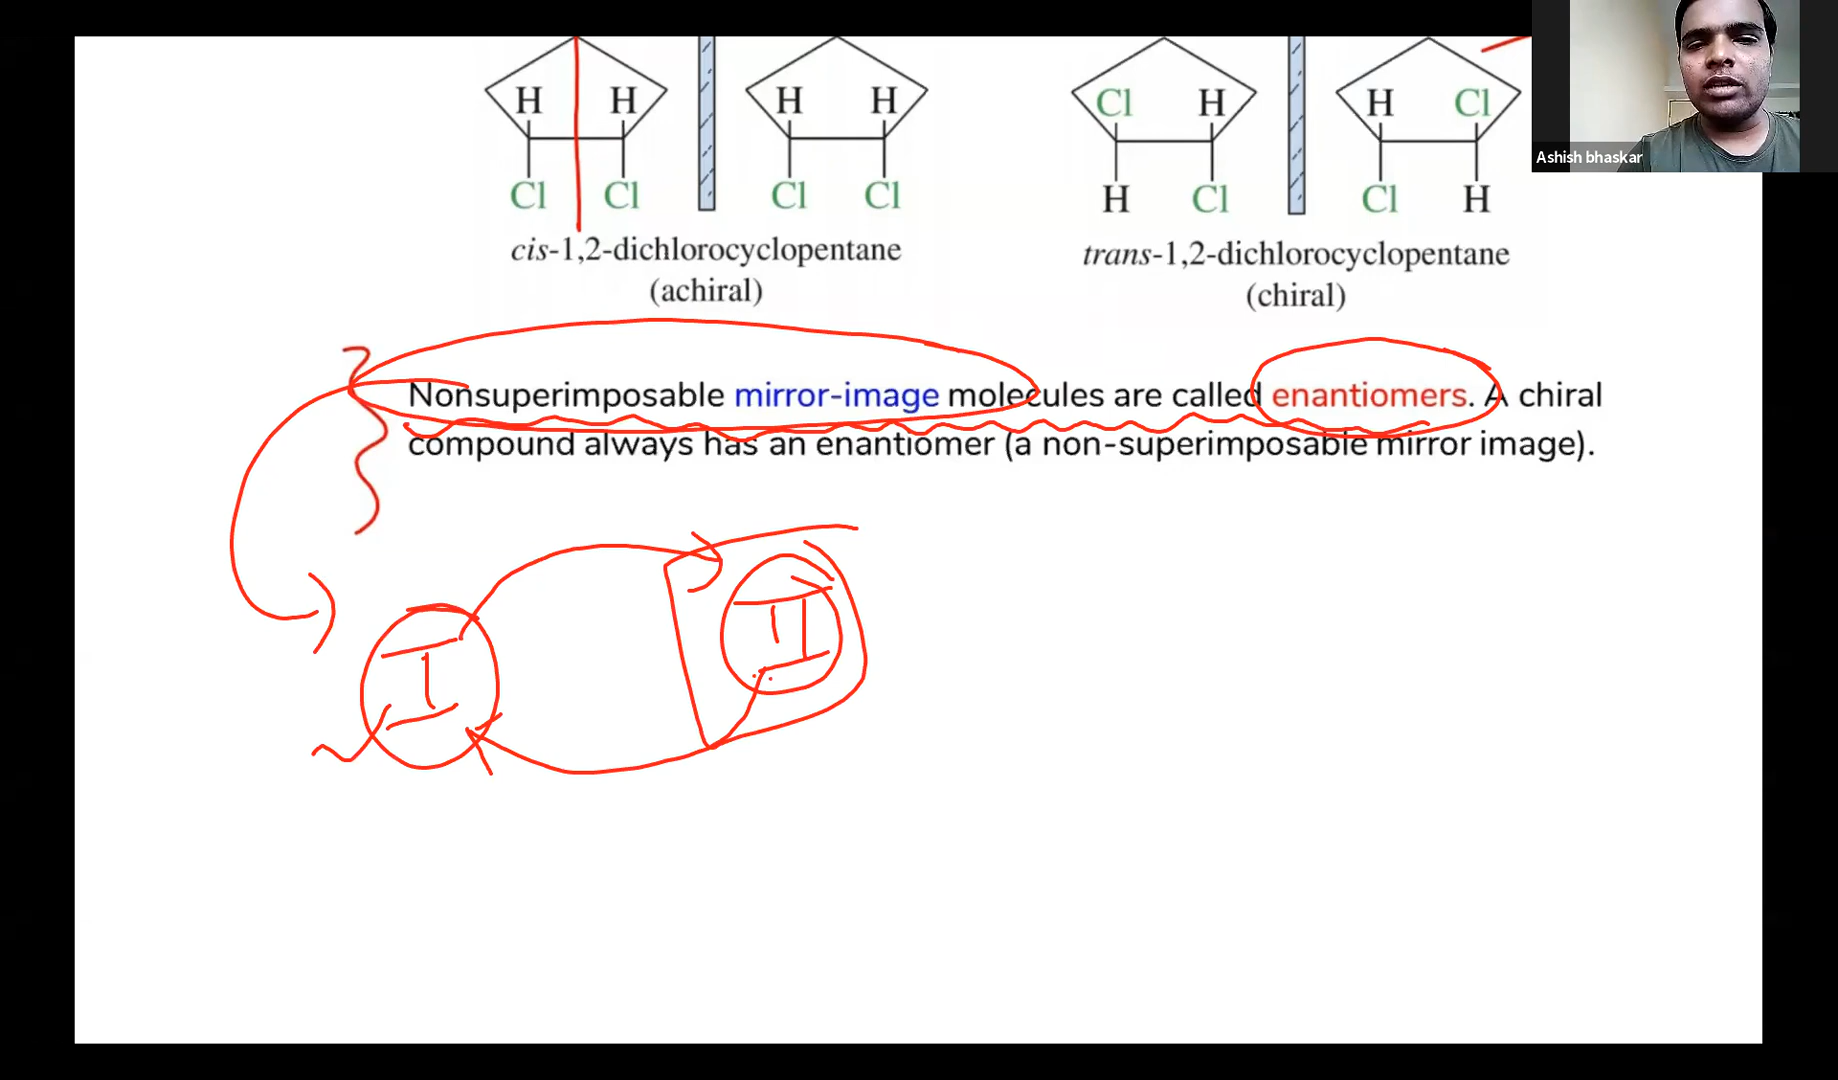 H H H H Cl H H Cl
Cl Cl Cl Cl H Cl Cl H
Ashish bhaskar
cis-1,2-dichlorocyclopentane
(achiral)
trans-1,2-dichlorocyclopentane
(chiral)
Nonsuperimposable mirror-image molecules are called enantiomers. A chiral
compound always has an enantiomer (a non-superimposable mirror image).
I
II